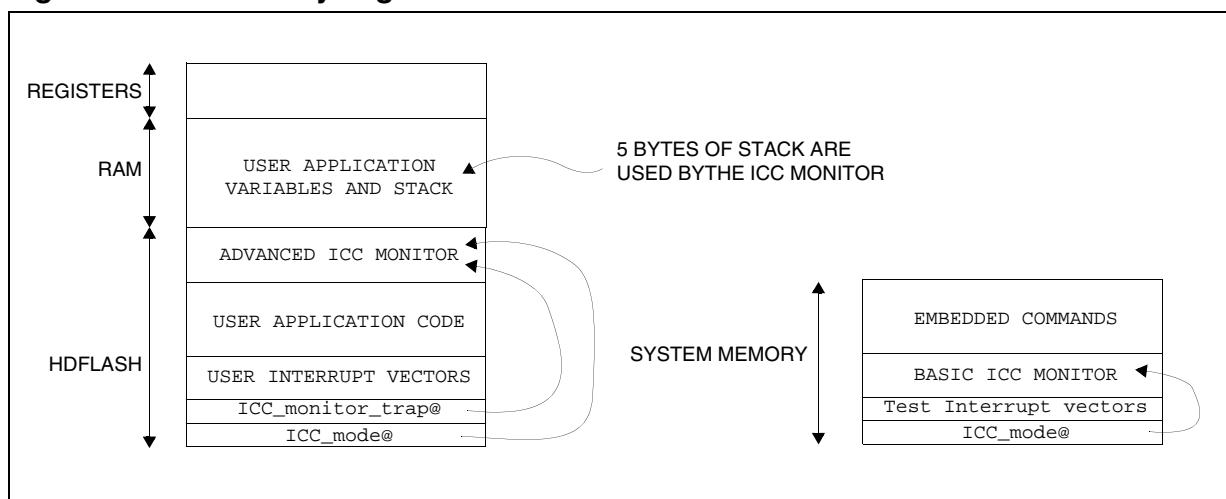 REGISTERS
RAM
USER APPLICATION
VARIABLES AND STACK
5 BYTES OF STACK ARE
USED BYTHE ICC MONITOR
HDFLASH
ADVANCED ICC MONITOR
USER APPLICATION CODE
USER INTERRUPT VECTORS
ICC_monitor_trap@
ICC_mode@
SYSTEM MEMORY
EMBEDDED COMMANDS
BASIC ICC MONITOR
Test Interrupt vectors
ICC_mode@